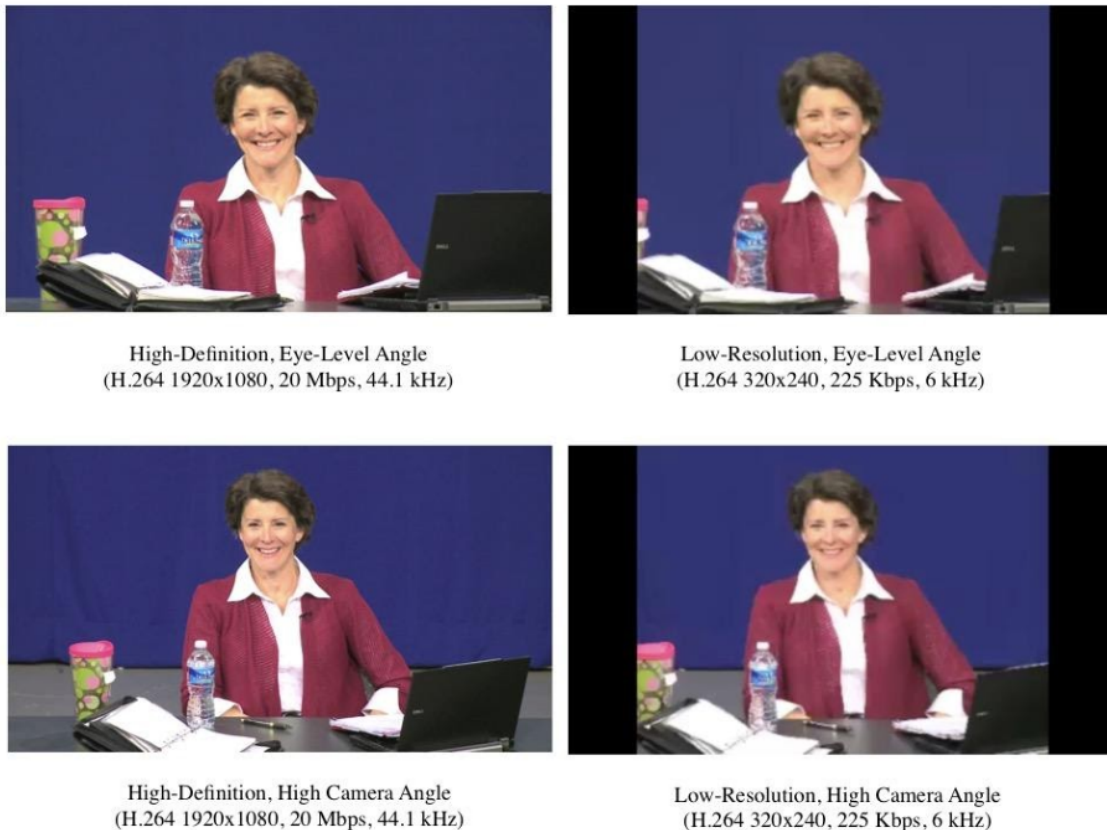 High-Definition, Eye-Level Angle
(H.264 1920x1080, 20 Mbps, 44.1 kHz)
Low-Resolution, Eye-Level Angle
(H.264 320x240, 225 Kbps, 6 kHz)
High-Definition, High Camera Angle
(H.264 1920x1080, 20 Mbps, 44.1 kHz)
Low-Resolution, High Camera Angle
(H.264 320x240, 225 Kbps, 6 kHz)